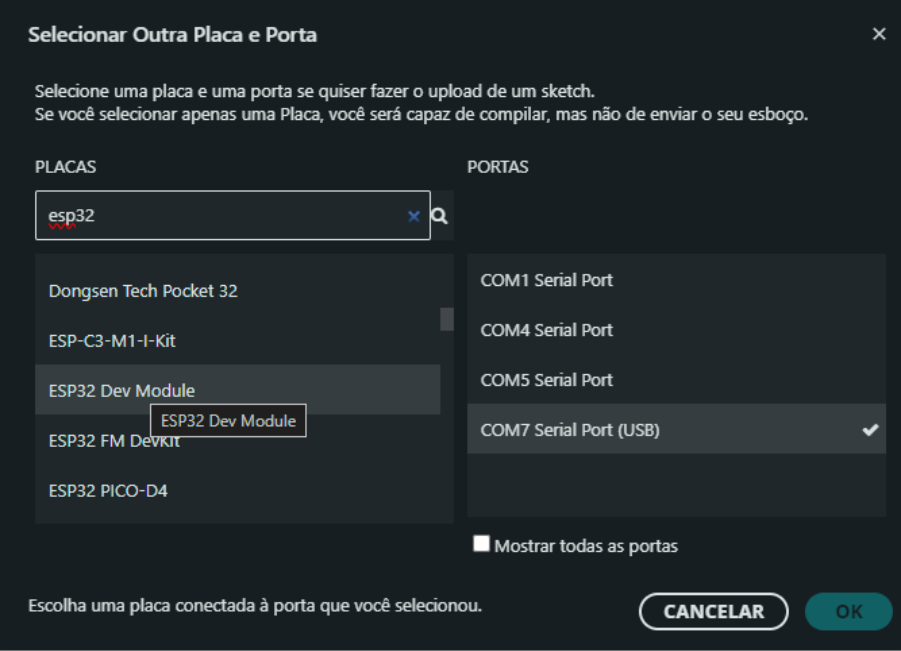 Selecionar Outra Placa e Porta
Selecione uma placa e uma porta se quiser fazer o upload de um sketch.
Se você selecionar apenas uma Placa, você será capaz de compilar, mas não de enviar o seu esboço.
PLACAS
esp32
Dongsen Tech Pocket 32
ESP-C3-M1-I-Kit
ESP32 Dev Module
ESP32 Dev Module
ESP32 FM DevKit
ESP32 PICO-D4
PORTAS
COM1 Serial Port
COM4 Serial Port
COM5 Serial Port
COM7 Serial Port (USB)
Mostrar todas as portas
Escolha uma placa conectada à porta que você selecionou.
CANCELAR
OK